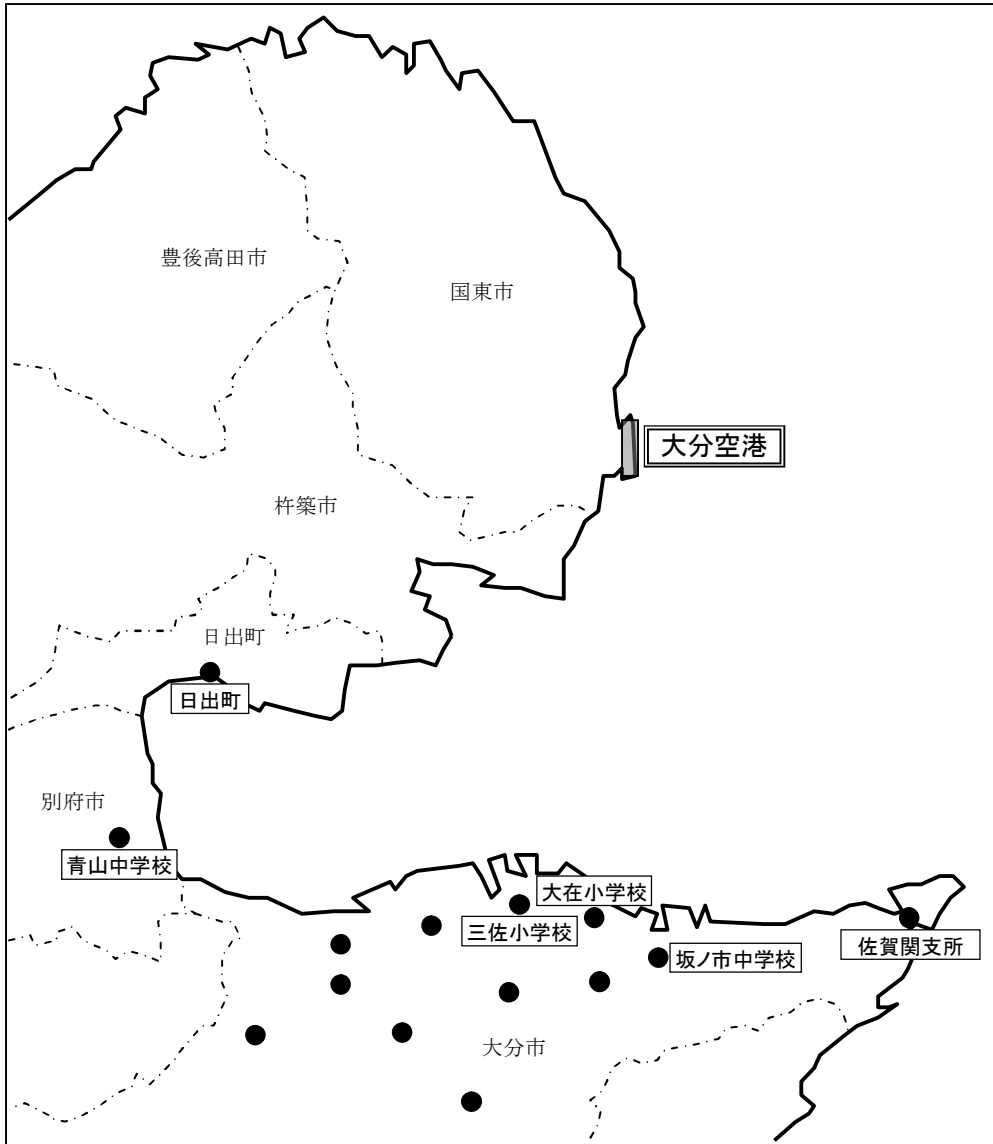 豊後高田市
国東市
大分空港
杵築市
日出町
日出町
別府市
青山中学校
大在小学校
三佐小学校
坂ノ市中学校
佐賀関支所
大分市